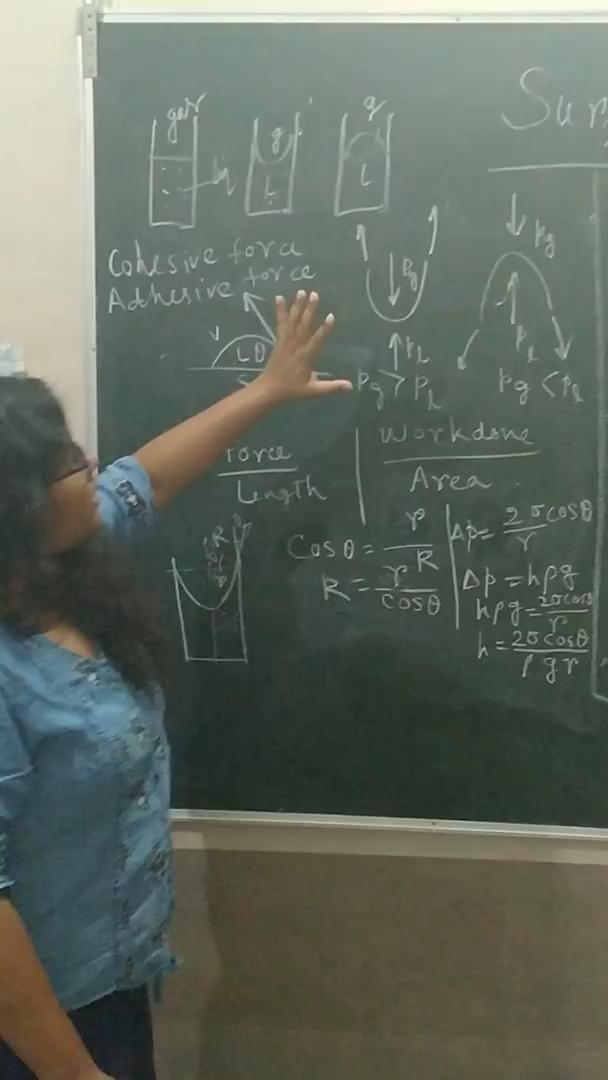 Sur
gas
g
g
L
L
Cohesive force
Adhesive force
Pg
Pg
Pl
Pl
Pg > Pl
Pg < Pl
V
L θ
Force
Length
Workdone
Area
R
Cosθ = r/R
R = r/cosθ
Δp = 2σcosθ/r
Δp = hρg
hρg = 2σcosθ/r
h = 2σcosθ/ρgr